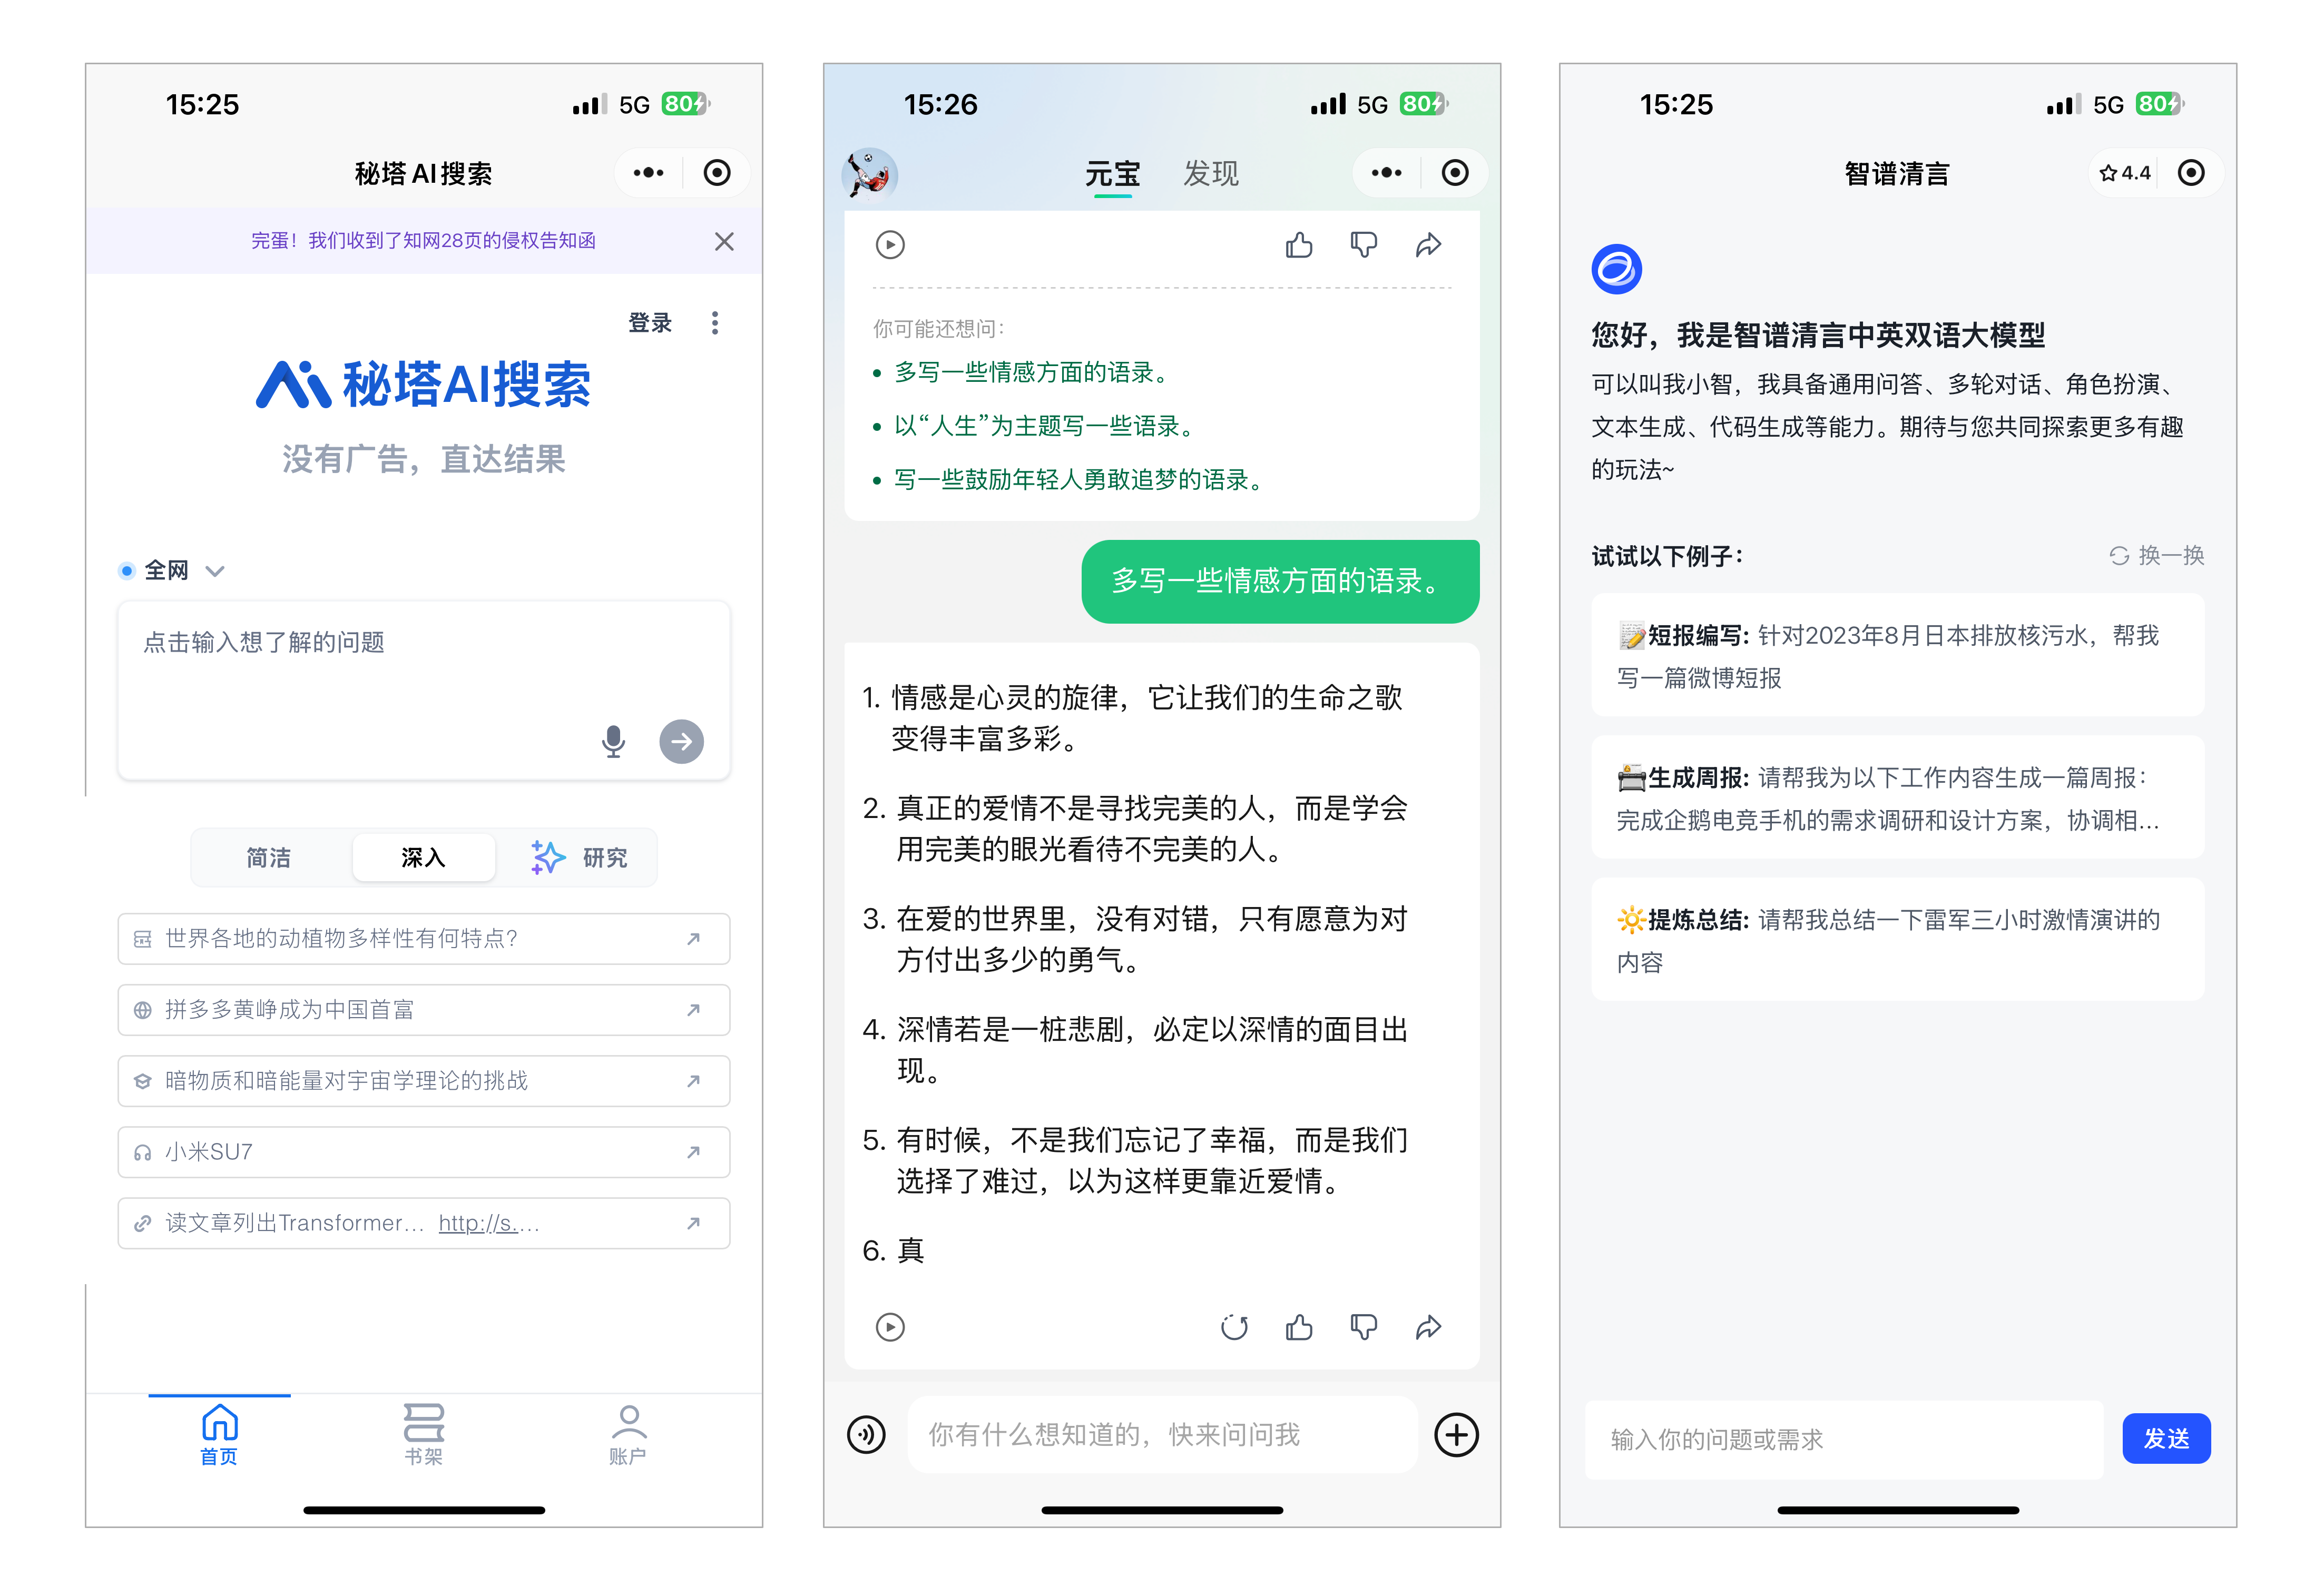 15:25
5G 80
秘塔AI搜索
完蛋！我们收到了知网28页的侵权告知函
登录
秘塔AI搜索
没有广告，直达结果
全网
点击输入想了解的问题
简洁 深入 研究
世界各地的动植物多样性有何特点？
拼多多黄峥成为中国首富
暗物质和暗能量对宇宙学理论的挑战
小米SU7
读文章列出Transformer... http://s....
首页 书架 账户
15:26
5G 80
元宝 发现
你可能还想问：
• 多写一些情感方面的语录。
• 以“人生”为主题写一些语录。
• 写一些鼓励年轻人勇敢追梦的语录。
多写一些情感方面的语录。
1. 情感是心灵的旋律，它让我们的生命之歌
变得丰富多彩。
2. 真正的爱情不是寻找完美的人，而是学会
用完美的眼光看待不完美的人。
3. 在爱的世界里，没有对错，只有愿意为对
方付出多少的勇气。
4. 深情若是一桩悲剧，必定以深情的面目出
现。
5. 有时候，不是我们忘记了幸福，而是我们
选择了难过，以为这样更靠近爱情。
6. 真
你有什么想知道的，快来问问我
15:25
5G 80
智谱清言
4.4
您好，我是智谱清言中英双语大模型
可以叫我小智，我具备通用问答、多轮对话、角色扮演、
文本生成、代码生成等能力。期待与您共同探索更多有趣
的玩法~
试试以下例子：
换一换
短报编写: 针对2023年8月日本排放核污水，帮我
写一篇微博短报
生成周报: 请帮我为以下工作内容生成一篇周报：
完成企鹅电竞手机的需求调研和设计方案，协调相...
提炼总结: 请帮我总结一下雷军三小时激情演讲的
内容
输入你的问题或需求
发送